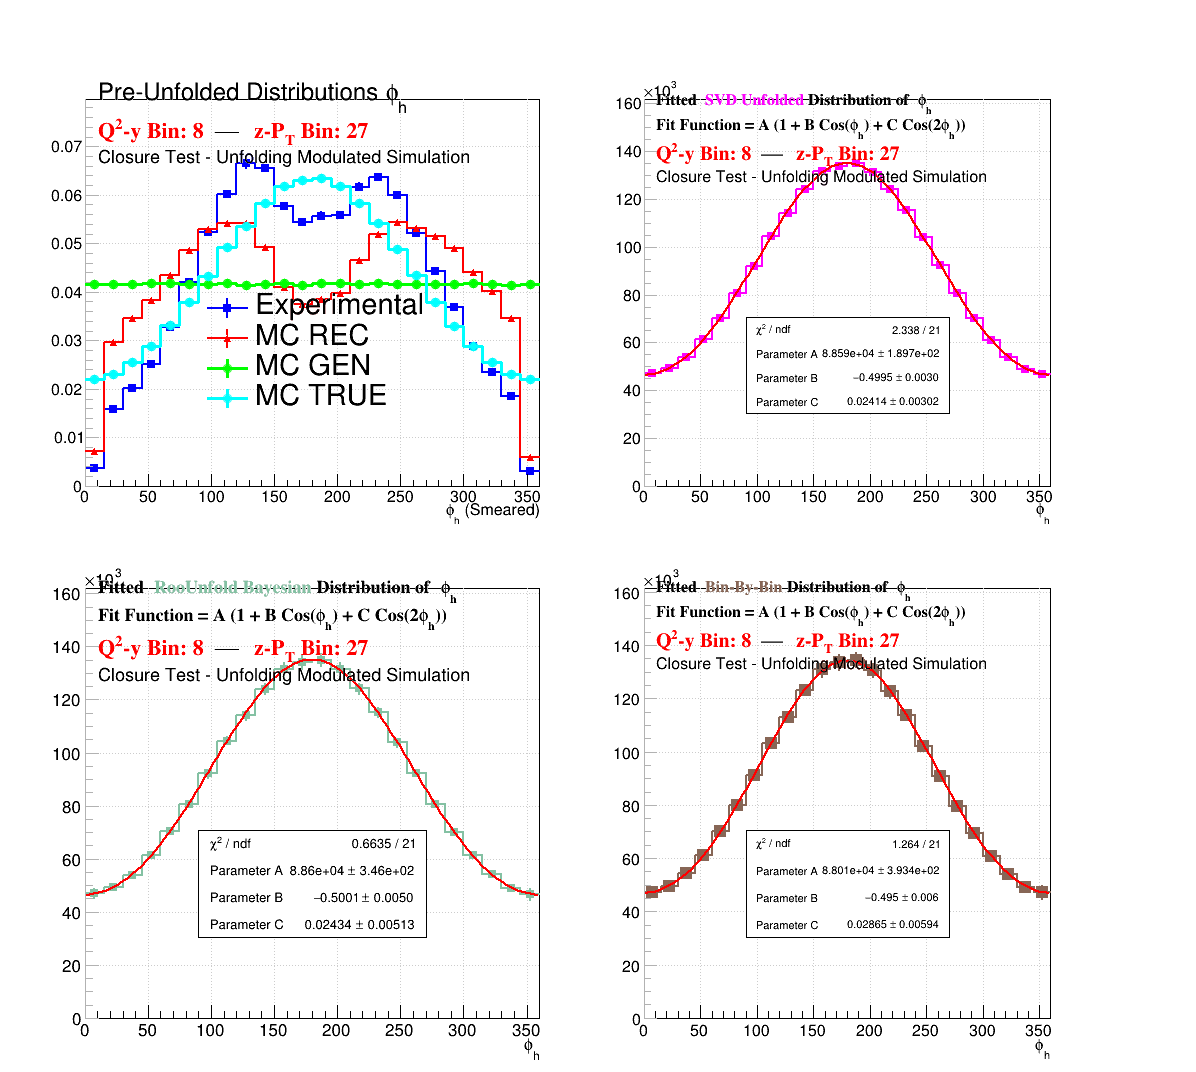 Pre-Unfolded Distributions ϕh
Q²-y Bin: 8 — z-PT Bin: 27
Closure Test - Unfolding Modulated Simulation
0.07
0.06
0.05
0.04
0.03
0.02
0.01
0
Experimental
MC REC
MC GEN
MC TRUE
0 50 100 150 200 250 300 350
ϕh (Smeared)
×10³
Fitted SVD Unfolded Distribution of ϕh
Fit Function = A (1 + B Cos(ϕh) + C Cos(2ϕh))
Q²-y Bin: 8 — z-PT Bin: 27
Closure Test - Unfolding Modulated Simulation
160
140
120
100
80
60
40
20
0
χ² / ndf 2.338 / 21
Parameter A 8.859e+04 ± 1.897e+02
Parameter B −0.4995 ± 0.0030
Parameter C 0.02414 ± 0.00302
0 50 100 150 200 250 300 350
ϕh
×10³
Fitted RooUnfold Bayesian Distribution of ϕh
Fit Function = A (1 + B Cos(ϕh) + C Cos(2ϕh))
Q²-y Bin: 8 — z-PT Bin: 27
Closure Test - Unfolding Modulated Simulation
160
140
120
100
80
60
40
20
0
χ² / ndf 0.6635 / 21
Parameter A 8.86e+04 ± 3.46e+02
Parameter B −0.5001 ± 0.0050
Parameter C 0.02434 ± 0.00513
0 50 100 150 200 250 300 350
ϕh
×10³
Fitted Bin-By-Bin Distribution of ϕh
Fit Function = A (1 + B Cos(ϕh) + C Cos(2ϕh))
Q²-y Bin: 8 — z-PT Bin: 27
Closure Test - Unfolding Modulated Simulation
160
140
120
100
80
60
40
20
0
χ² / ndf 1.264 / 21
Parameter A 8.801e+04 ± 3.934e+02
Parameter B −0.495 ± 0.006
Parameter C 0.02865 ± 0.00594
0 50 100 150 200 250 300 350
ϕh